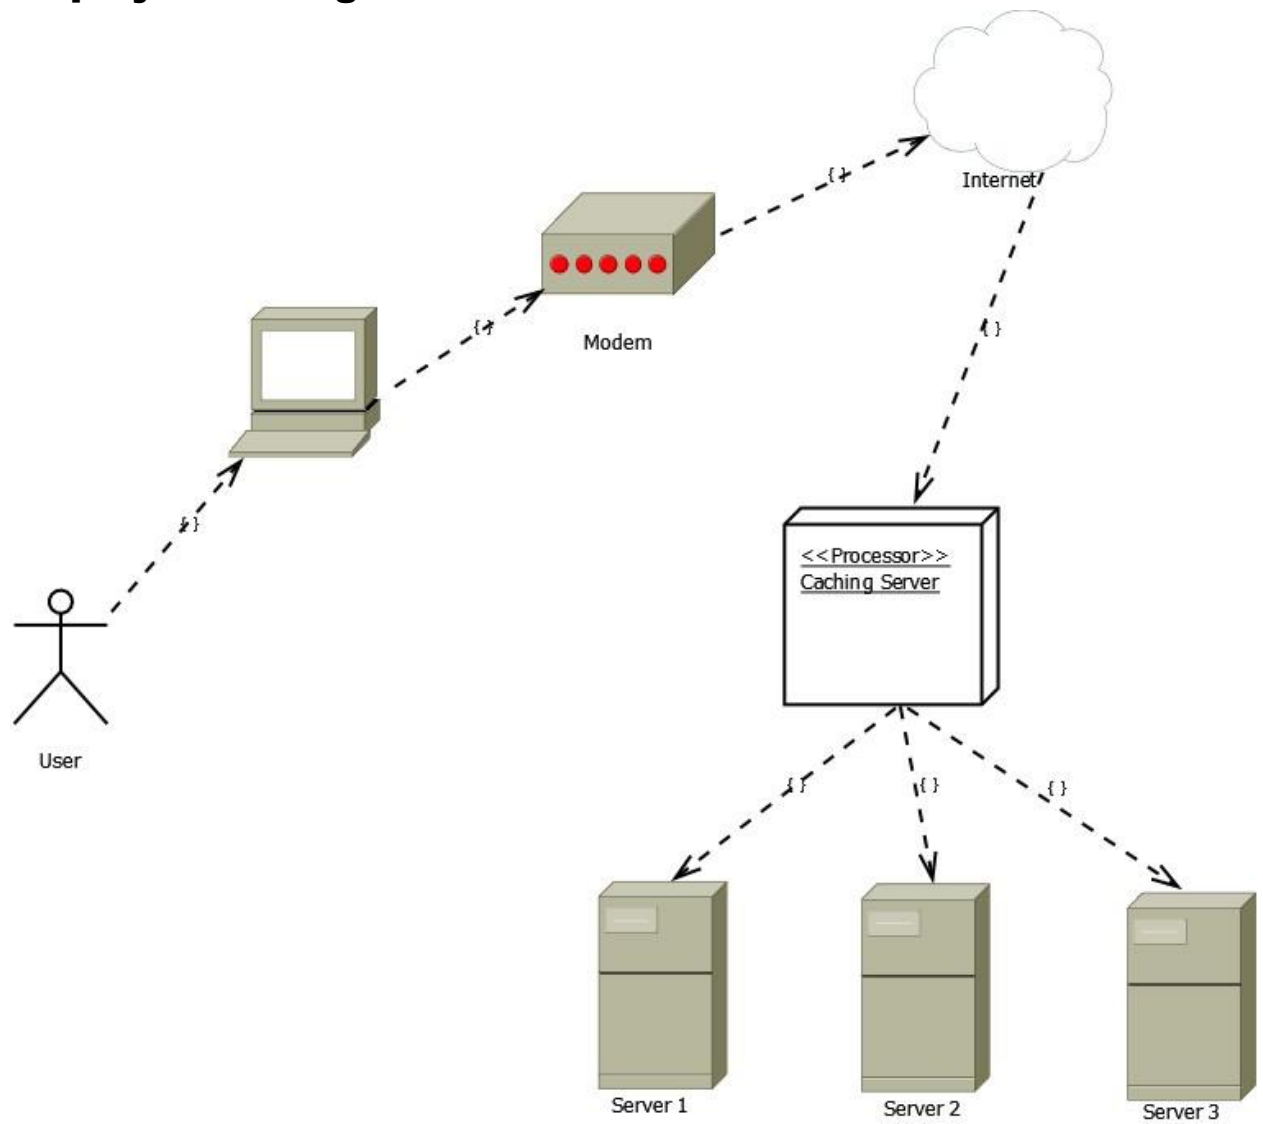 Internet
{ }
Modem
{ }
{ }
{ }
<<Processor>>
Caching Server
User
{ }
{ }
{ }
Server 1
Server 2
Server 3